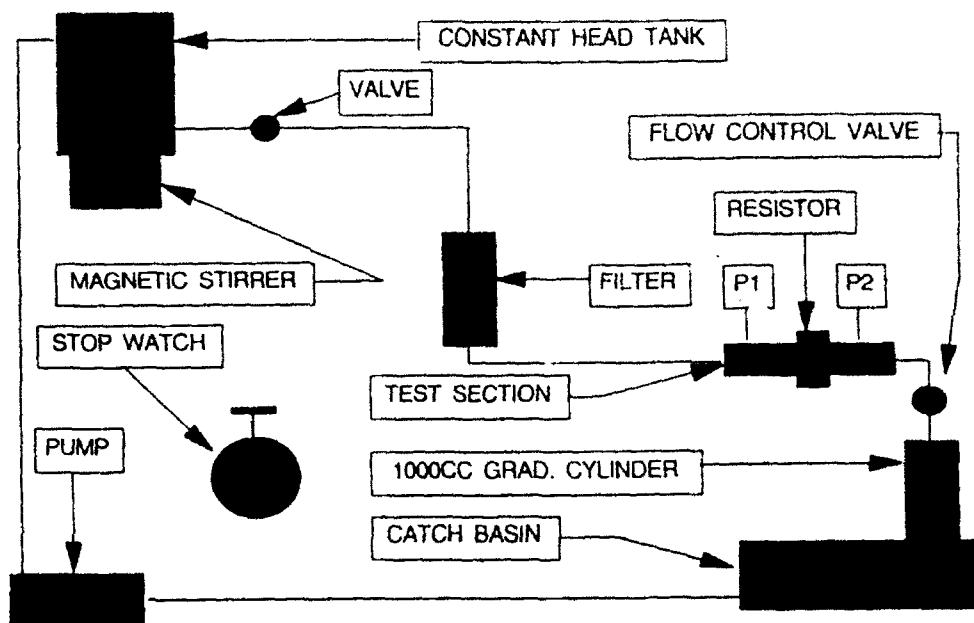 CONSTANT HEAD TANK
VALVE
FLOW CONTROL VALVE
RESISTOR
MAGNETIC STIRRER
FILTER
P1
P2
STOP WATCH
TEST SECTION
PUMP
1000CC GRAD. CYLINDER
CATCH BASIN